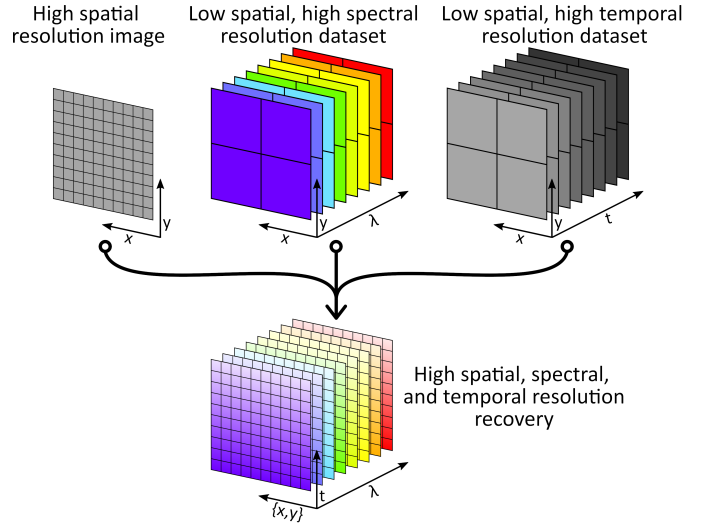 High spatial
resolution image
Low spatial, high spectral
resolution dataset
Low spatial, high temporal
resolution dataset
x
y
x
y
λ
x
y
t
High spatial, spectral,
and temporal resolution
recovery
{x,y}
t
λ